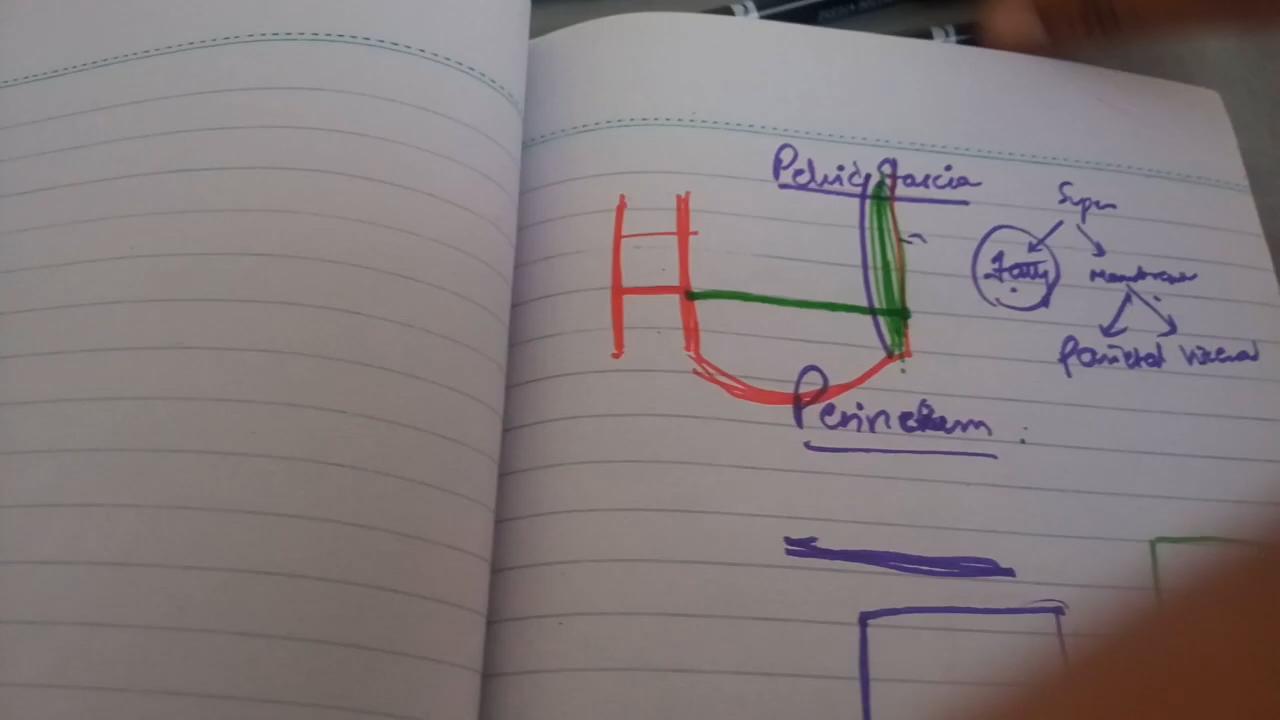 Pelvic fascia
Super
Fatty
Membranous
Parietal visceral
Perineum